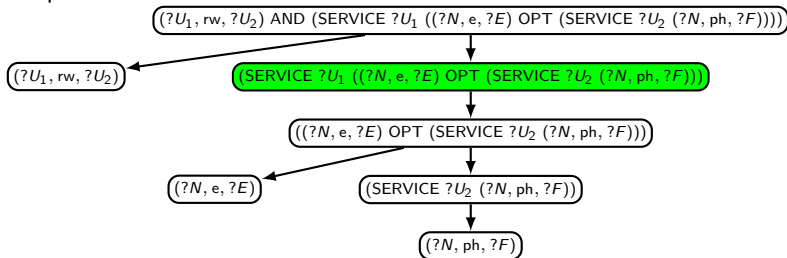 (?U₁, rw, ?U₂) AND (SERVICE ?U₁ ((?N, e, ?E) OPT (SERVICE ?U₂ (?N, ph, ?F))))
(?U₁, rw, ?U₂)
(SERVICE ?U₁ ((?N, e, ?E) OPT (SERVICE ?U₂ (?N, ph, ?F)))
((?N, e, ?E) OPT (SERVICE ?U₂ (?N, ph, ?F)))
(?N, e, ?E)
(SERVICE ?U₂ (?N, ph, ?F))
(?N, ph, ?F)